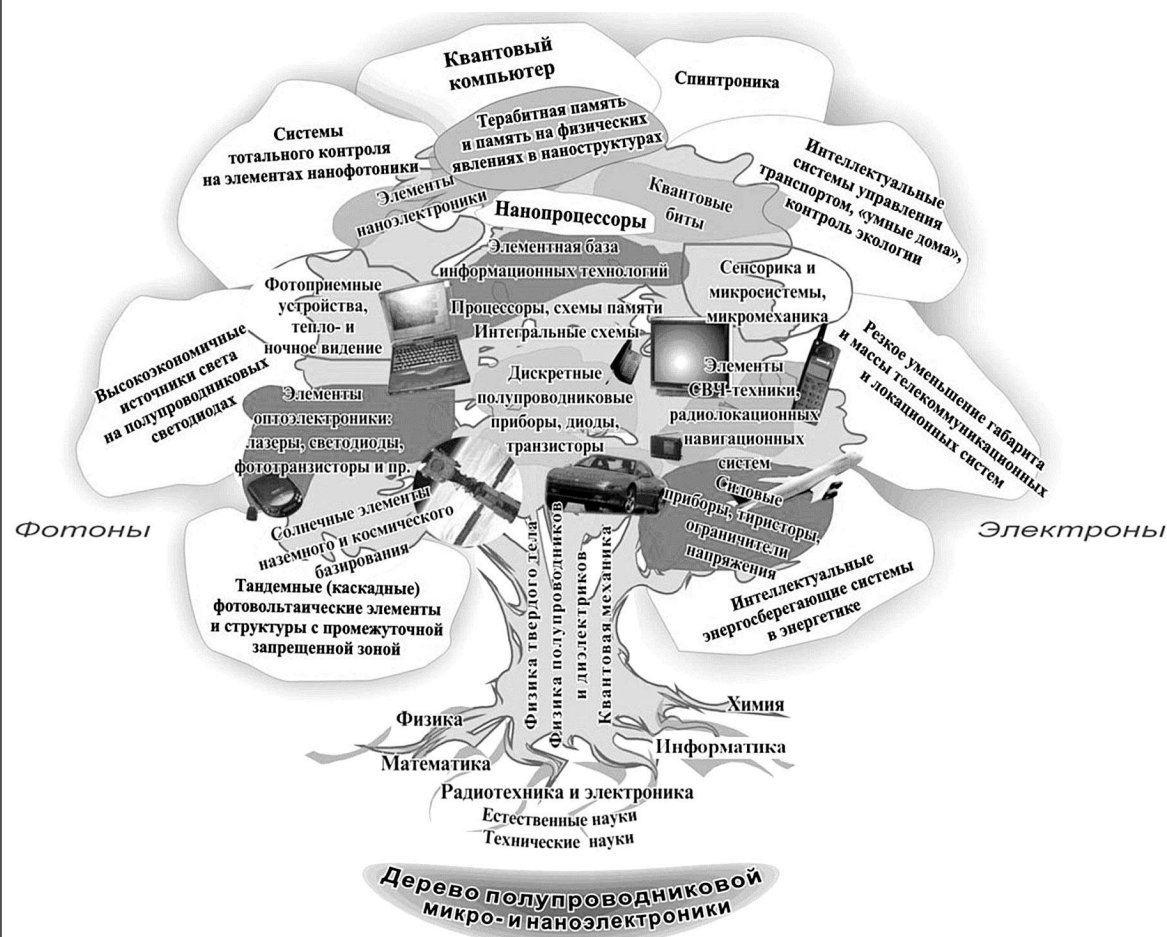 Квантовый
компьютер
Спинтроника
Терабитная память
и память на физических
явлениях в наноструктурах
Системы
тотального контроля
на элементах нанофотоники
Интеллектуальные
системы управления
транспортом, «умные дома»,
контроль экологии
Элементы
наноэлектроники
Квантовые
биты
Нанопроцессоры
Элементная база
информационных технологий
Фотоприемные
устройства,
тепло- и
ночное видение
Процессоры, схемы памяти
Интегральные схемы
Сенсорика и
микросистемы,
микромеханика
Высокоэкономичные
источники света
на полупроводниковых
светодиодах
Резкое уменьшение габарита
и массы телекоммуникационных
и локационных систем
Дискретные
полупроводниковые
приборы, диоды,
транзисторы
Элементы
СВЧ-техники,
радиолокационных
навигационных
систем
Элементы
оптоэлектроники:
лазеры, светодиоды,
фототранзисторы и пр.
Силовые
приборы, тиристоры,
ограничители
напряжения
Солнечные элементы
наземного и космического
базирования
Фотоны
Электроны
Тандемные (каскадные)
фотовольтаические элементы
и структуры с промежуточной
запрещенной зоной
Интеллектуальные
энергосберегающие системы
в энергетике
Физика твердого тела
Физика полупроводников
и диэлектриков
Квантовая механика
Физика
Химия
Математика
Информатика
Радиотехника и электроника
Естественные науки
Технические науки
Дерево полупроводниковой
микро- и наноэлектроники